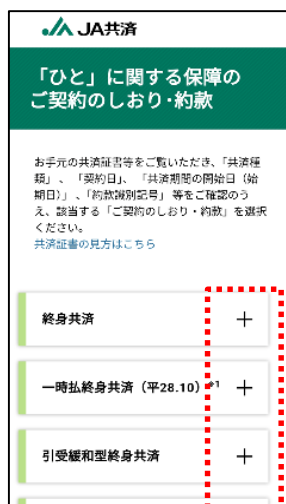 JA共済
「ひと」に関する保障の
ご契約のしおり･約款
お手元の共済証書等をご覧いただき、「共済種
類」、「契約日」、「共済期間の開始日（始
期日）」、「約款識別記号」等をご確認のう
え、該当する「ご契約のしおり・約款」を選択
ください。
共済証書の見方はこちら
終身共済 ＋
一時払終身共済（平28.10）*1 ＋
引受緩和型終身共済 ＋